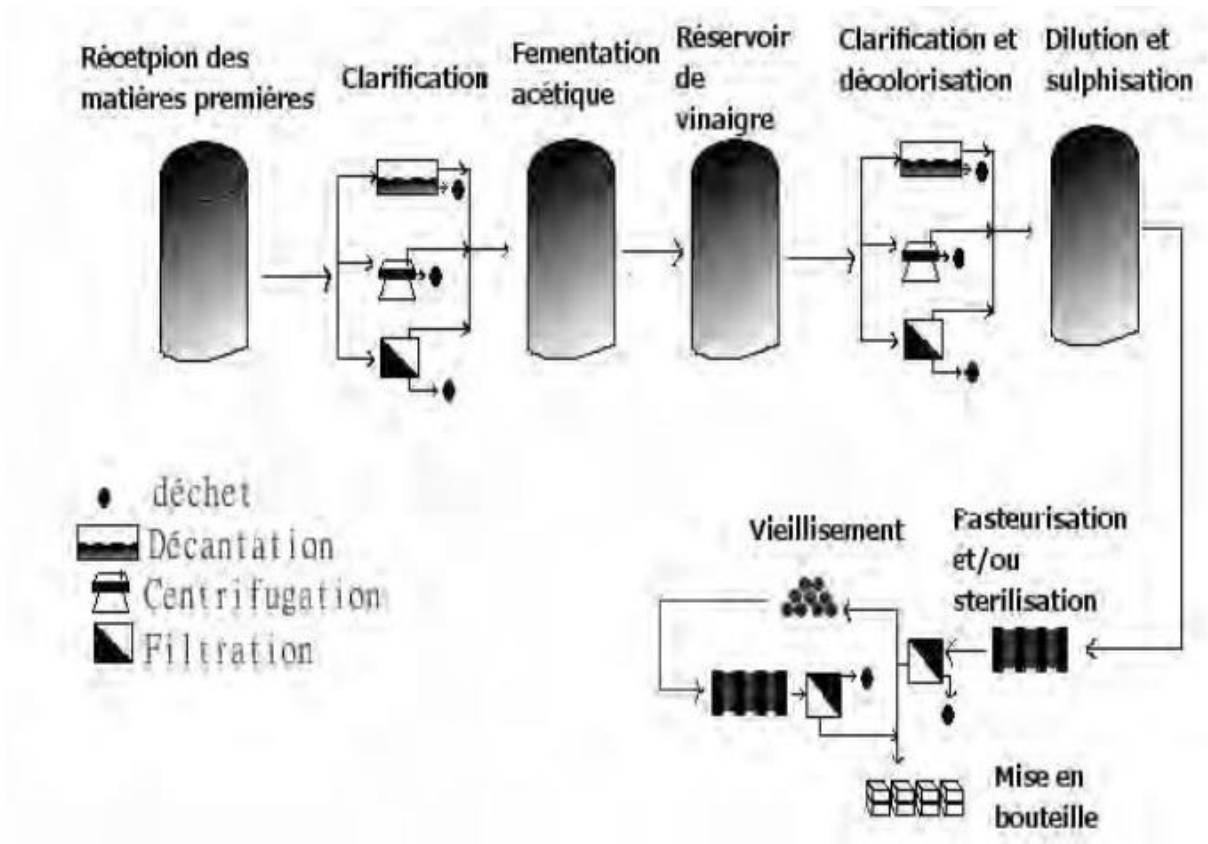 Récetpion des
matières premières
Clarification
Fementation
acétique
Réservoir
de
vinaigre
Clarification et
décolorisation
Dilution et
sulphisation
déchet
Décantation
Centrifugation
Filtration
Vieillisement
Pasteurisation
et/ou
sterilisation
Mise en
bouteille